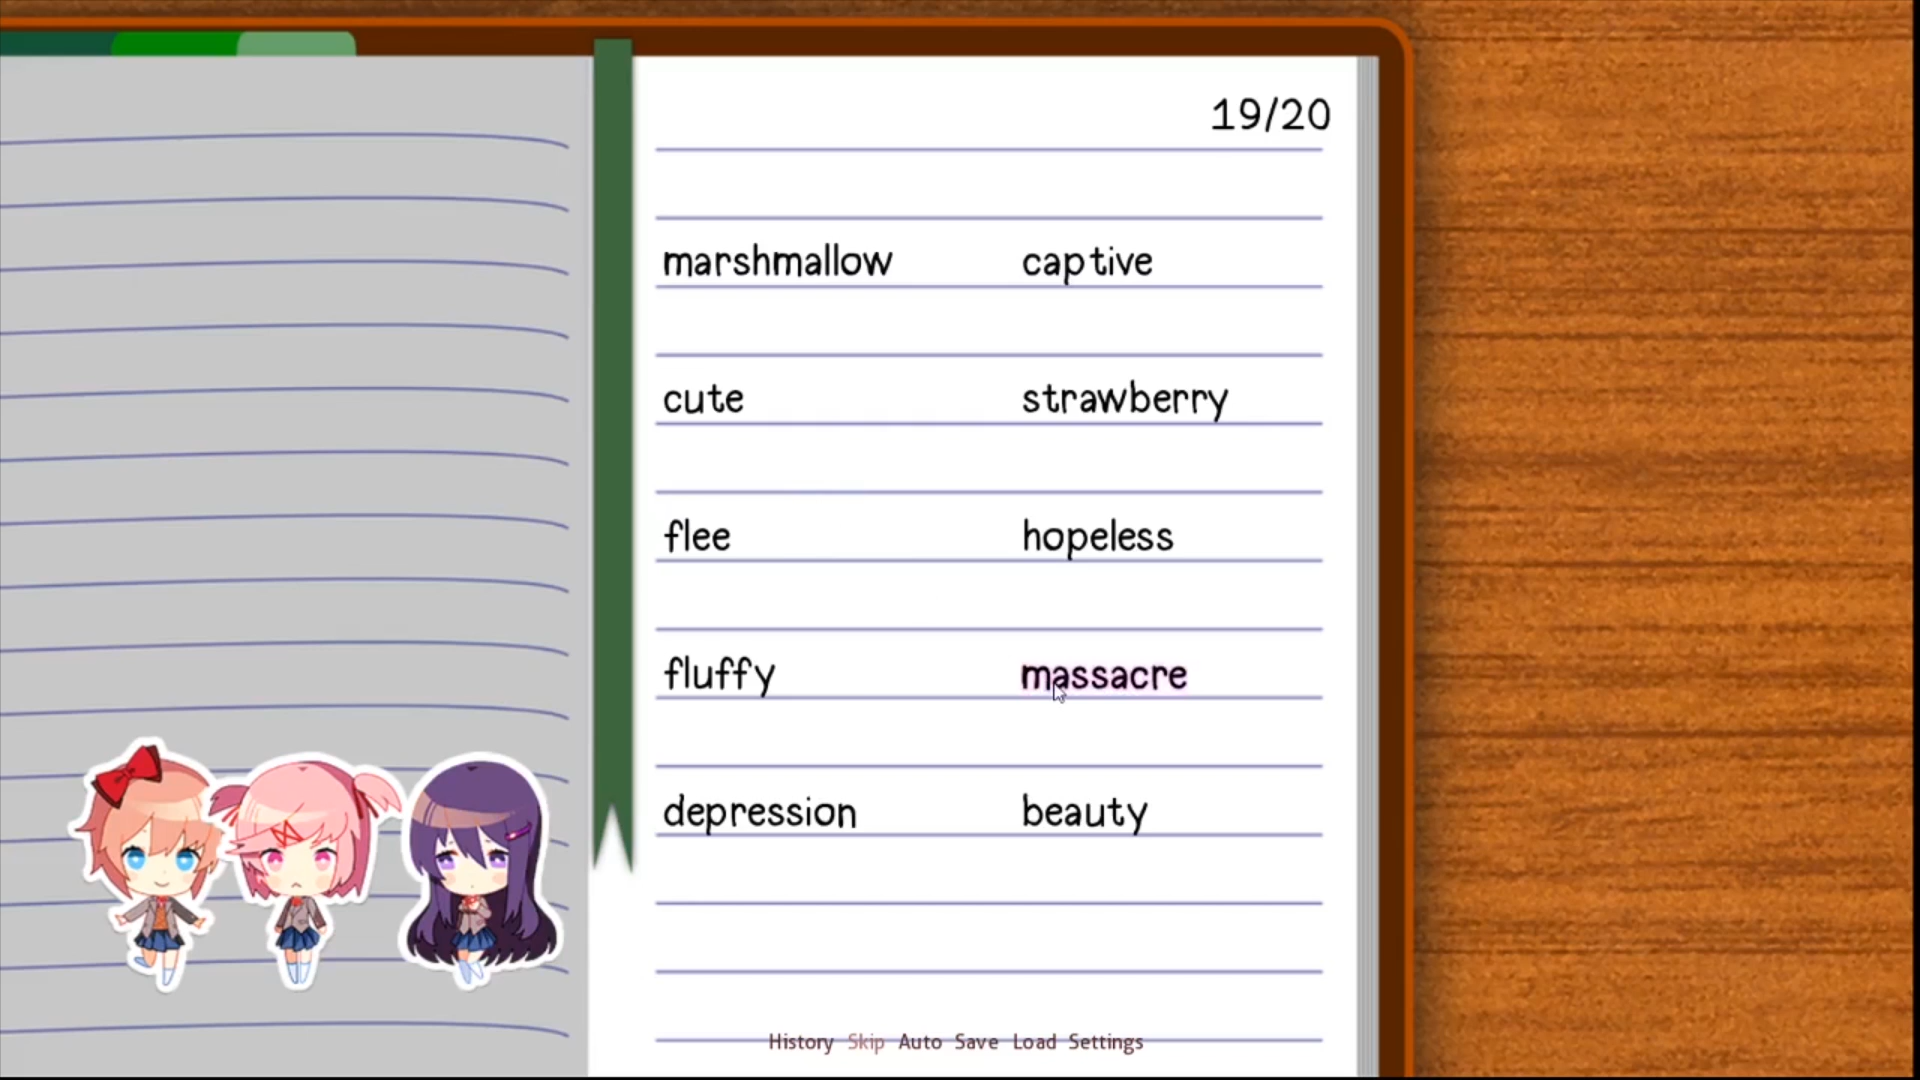 19/20
marshmallow captive
cute strawberry
flee hopeless
fluffy massacre
depression beauty
History Skip Auto Save Load Settings